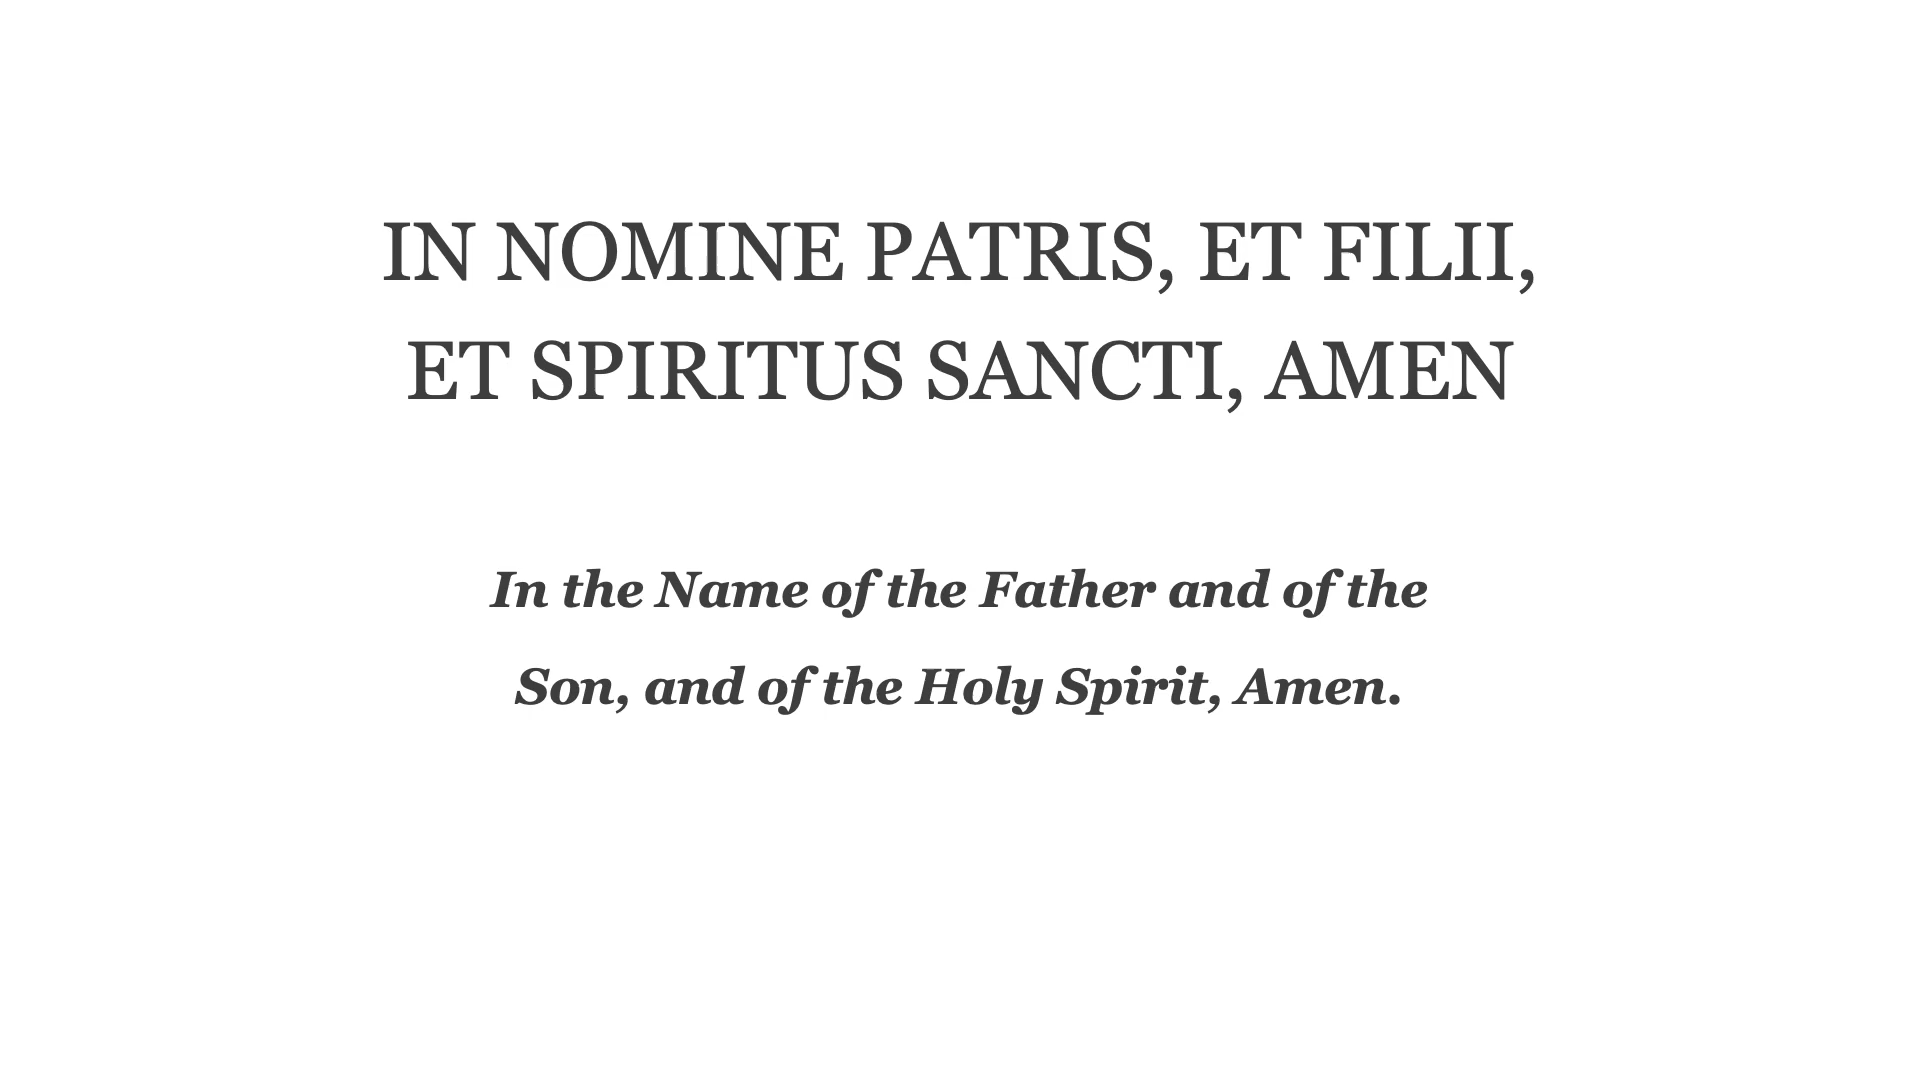 IN NOMINE PATRIS, ET FILII,
ET SPIRITUS SANCTI, AMEN
In the Name of the Father and of the
Son, and of the Holy Spirit, Amen.